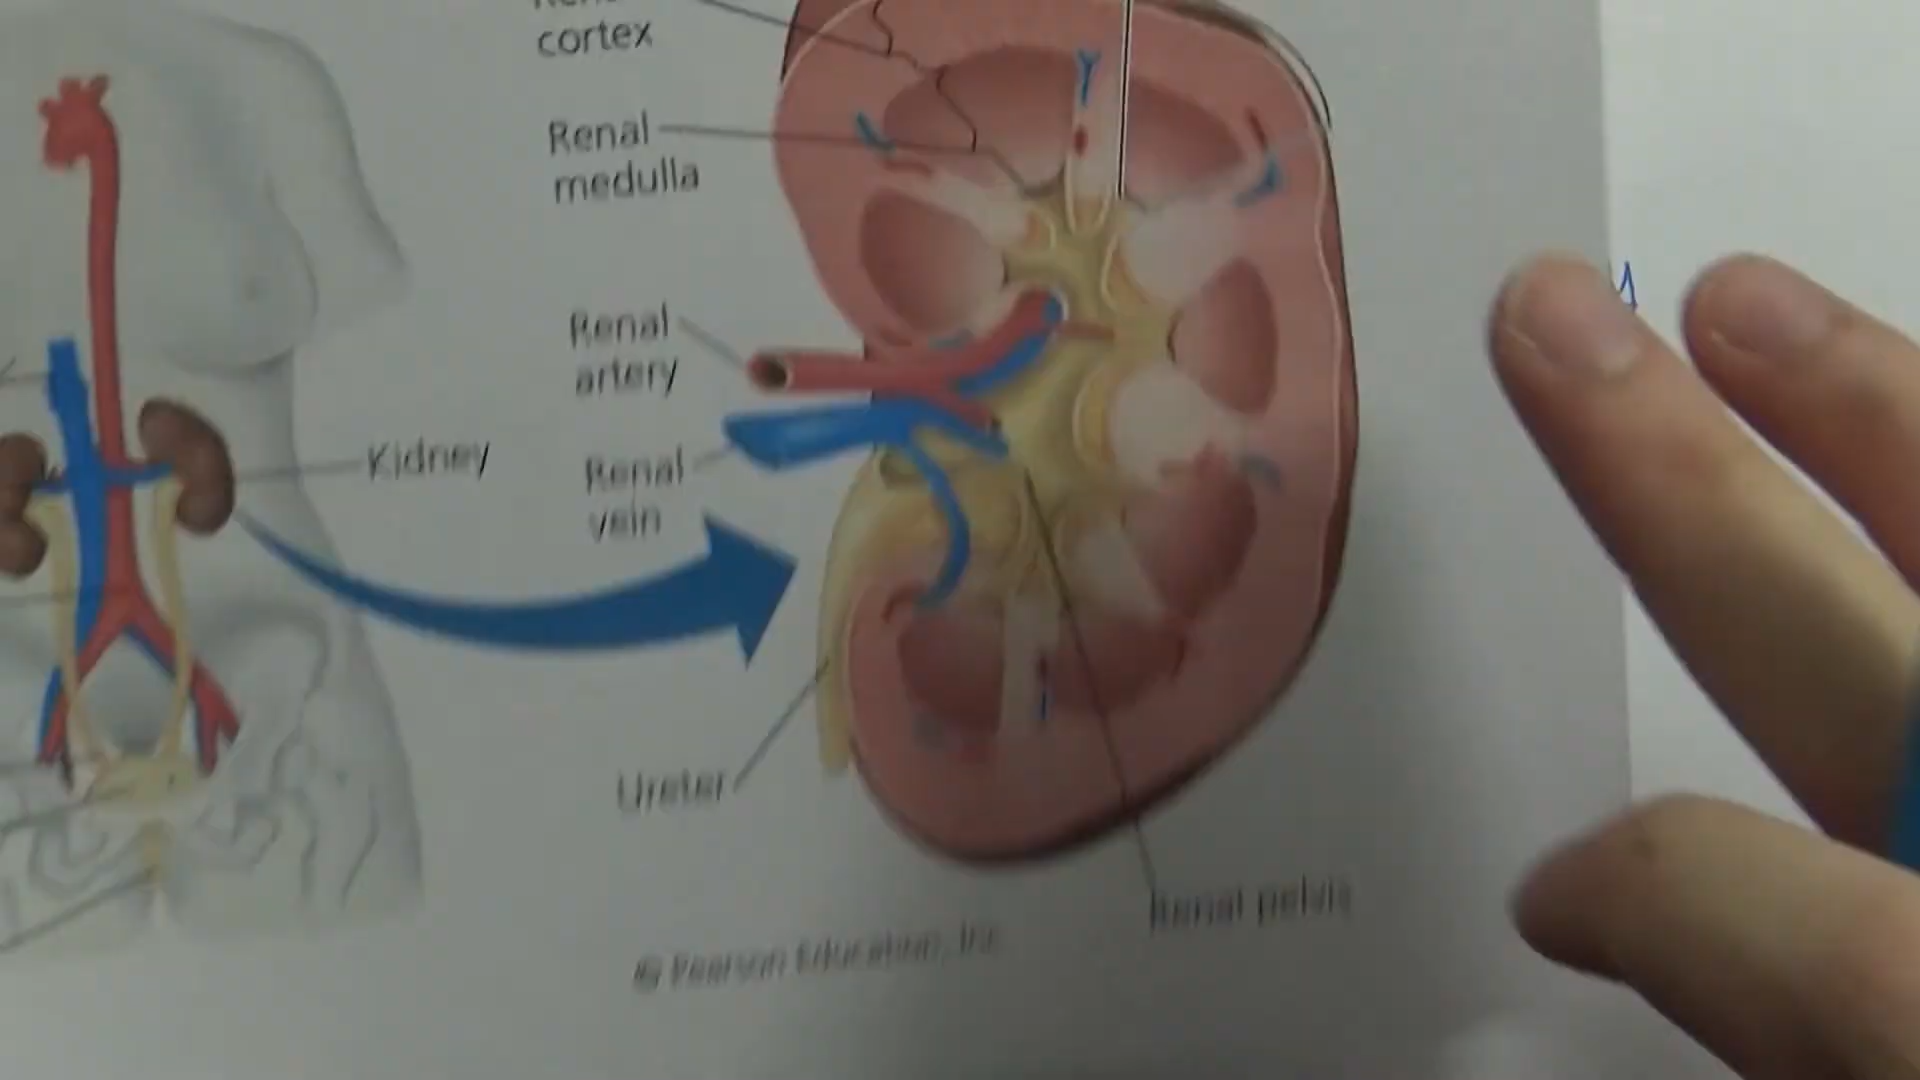 cortex
Renal
medulla
Renal
artery
Kidney
Renal
vein
Ureter
Renal pelvis
© Pearson Education, Inc.